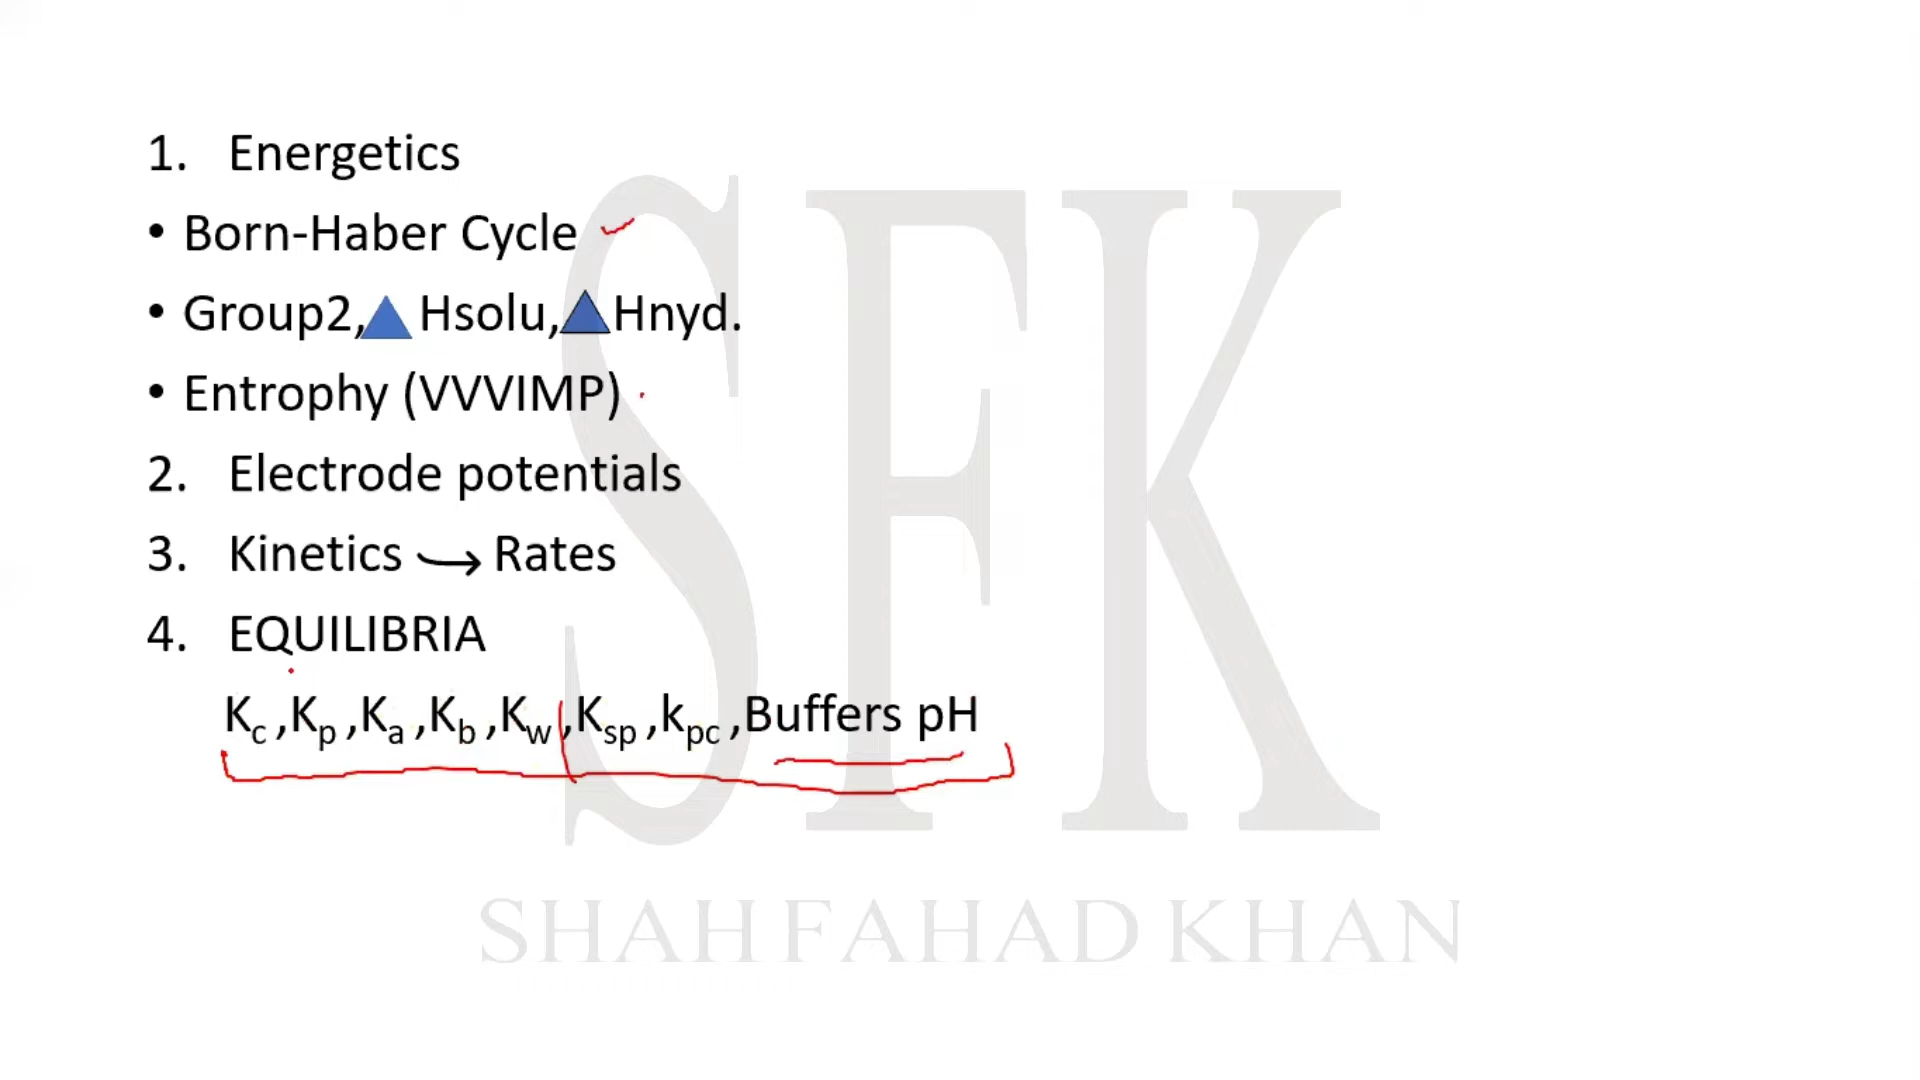 1. Energetics
• Born-Haber Cycle
• Group2,▲Hsolu,▲Hnyd.
• Entrophy (VVVIMP)
2. Electrode potentials
3. Kinetics ↪ Rates
4. EQUILIBRIA
Kc ,Kp ,Ka ,Kb ,Kw ,Ksp ,kpc ,Buffers pH
SFK
SHAH FAHAD KHAN